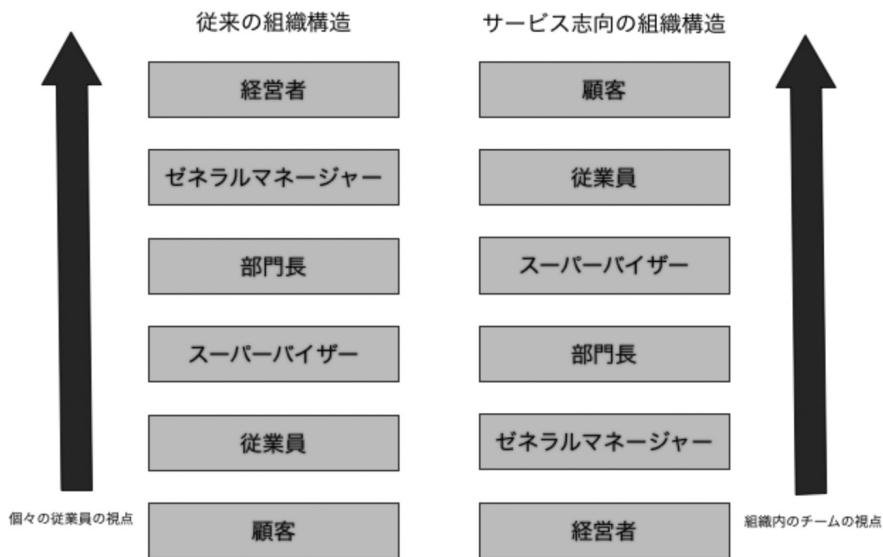 従来の組織構造
経営者
ゼネラルマネージャー
部門長
スーパーバイザー
従業員
顧客
個々の従業員の視点
サービス志向の組織構造
顧客
従業員
スーパーバイザー
部門長
ゼネラルマネージャー
経営者
組織内のチームの視点